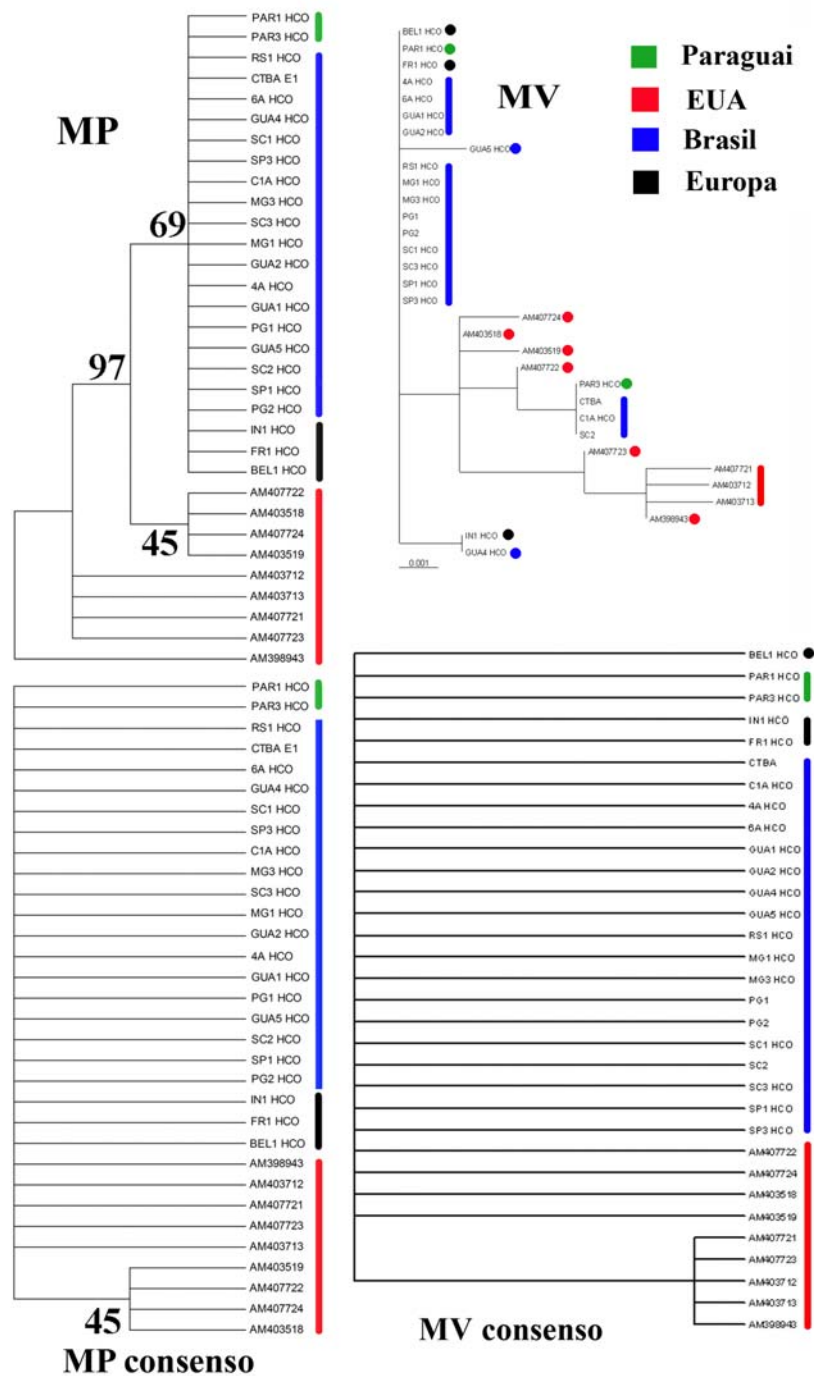 MP
PAR1 HCO
PAR3 HCO
RS1 HCO
CTBA E1
6A HCO
GUA4 HCO
SC1 HCO
SP3 HCO
C1A HCO
MG3 HCO
SC3 HCO
MG1 HCO
GUA2 HCO
4A HCO
GUA1 HCO
PG1 HCO
GUA5 HCO
SC2 HCO
SP1 HCO
PG2 HCO
IN1 HCO
FR1 HCO
BEL1 HCO
AM407722
AM403518
AM407724
AM403519
AM403712
AM403713
AM407721
AM407723
AM398943
69
97
45
MV
BEL1 HCO
PAR1 HCO
FR1 HCO
4A HCO
6A HCO
GUA1 HCO
GUA2 HCO
GUA5 HCO
RS1 HCO
MG1 HCO
MG3 HCO
PG1
PG2
SC1 HCO
SC3 HCO
SP1 HCO
SP3 HCO
AM407724
AM403518
AM403519
AM407722
PAR3 HCO
CTBA
C1A HCO
SC2
AM407723
AM407721
AM403712
AM403713
AM398943
IN1 HCO
GUA4 HCO
0.001
Paraguai
EUA
Brasil
Europa
PAR1 HCO
PAR3 HCO
RS1 HCO
CTBA E1
6A HCO
GUA4 HCO
SC1 HCO
SP3 HCO
C1A HCO
MG3 HCO
SC3 HCO
MG1 HCO
GUA2 HCO
4A HCO
GUA1 HCO
PG1 HCO
GUA5 HCO
SC2 HCO
SP1 HCO
PG2 HCO
IN1 HCO
FR1 HCO
BEL1 HCO
AM398943
AM403712
AM407721
AM407723
AM403713
AM403519
AM407722
AM407724
AM403518
45
MP consenso
BEL1 HCO
PAR1 HCO
PAR3 HCO
IN1 HCO
FR1 HCO
CTBA
C1A HCO
4A HCO
6A HCO
GUA1 HCO
GUA2 HCO
GUA4 HCO
GUA5 HCO
RS1 HCO
MG1 HCO
MG3 HCO
PG1
PG2
SC1 HCO
SC2
SC3 HCO
SP1 HCO
SP3 HCO
AM407722
AM407724
AM403518
AM403519
AM407721
AM407723
AM403712
AM403713
AM398943
MV consenso